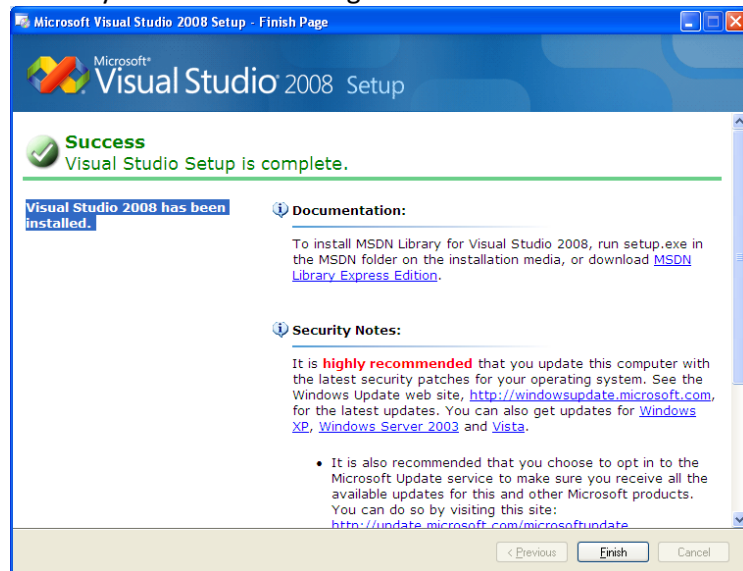 Microsoft Visual Studio 2008 Setup - Finish Page
Microsoft®
Visual Studio® 2008 Setup
Success
Visual Studio Setup is complete.
Visual Studio 2008 has been
installed.
Documentation:
To install MSDN Library for Visual Studio 2008, run setup.exe in
the MSDN folder on the installation media, or download MSDN
Library Express Edition.
Security Notes:
It is highly recommended that you update this computer with
the latest security patches for your operating system. See the
Windows Update web site, http://windowsupdate.microsoft.com,
for the latest updates. You can also get updates for Windows
XP, Windows Server 2003 and Vista.
• It is also recommended that you choose to opt in to the
Microsoft Update service to make sure you receive all the
available updates for this and other Microsoft products.
You can do so by visiting this site:
http://update.microsoft.com/microsoftupdate
< Previous Finish Cancel